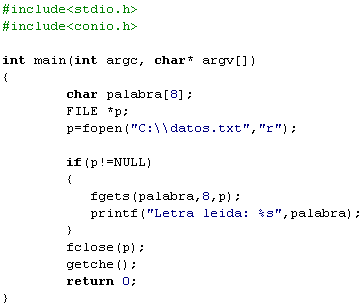 #include<stdio.h>
#include<conio.h>
int main(int argc, char* argv[])
{
char palabra[8];
FILE *p;
p=fopen("C:\\datos.txt","r");
if(p!=NULL)
{
fgets(palabra,8,p);
printf("Letra leida: %s",palabra);
}
fclose(p);
getche();
return 0;
}